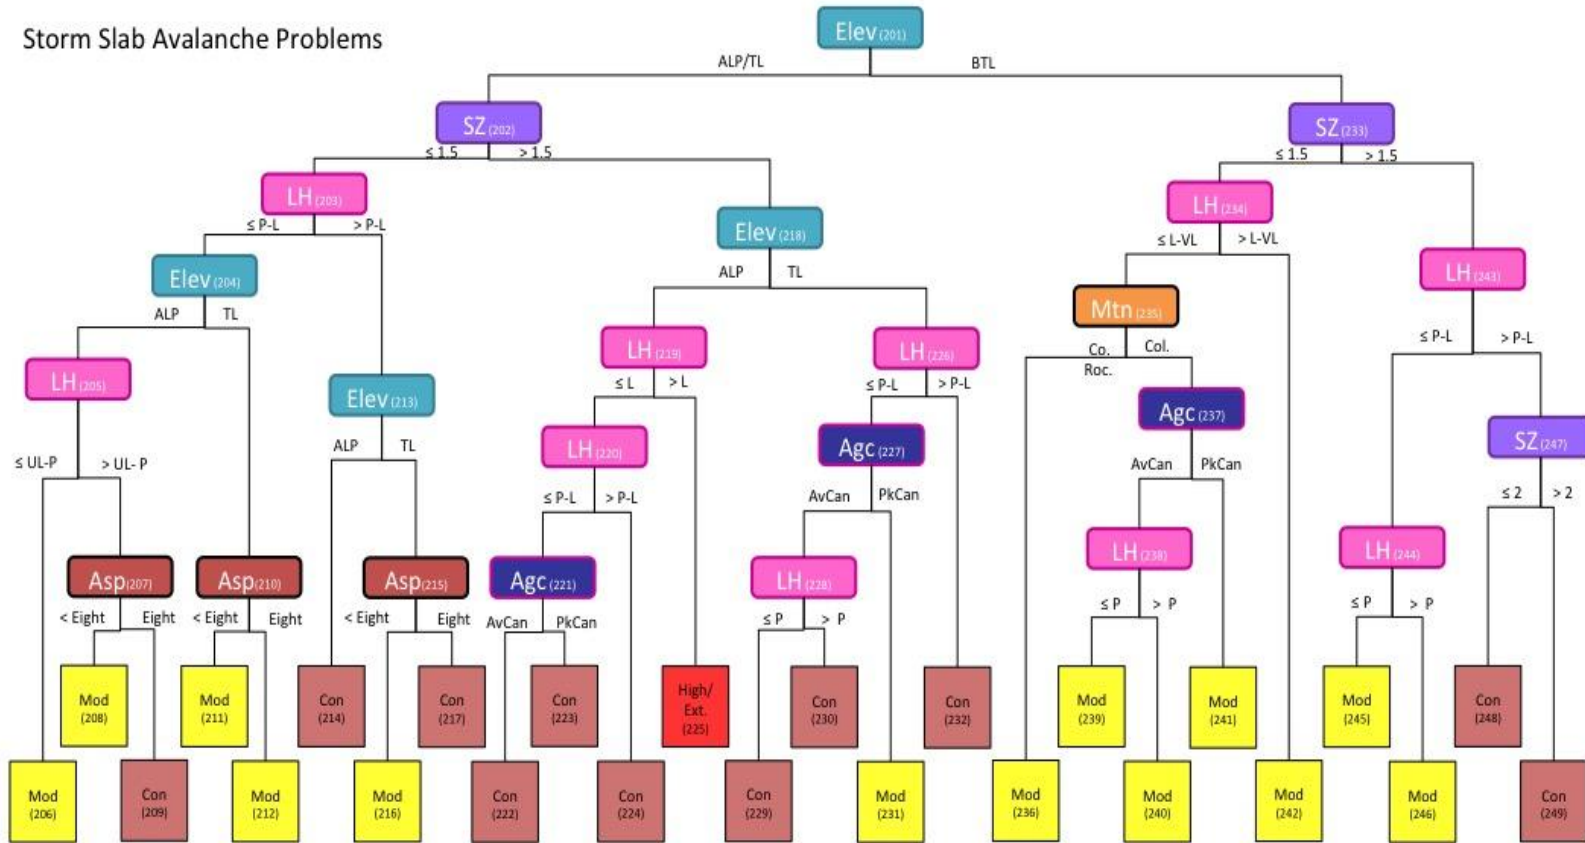 Storm Slab Avalanche Problems
Elev (201)
ALP/TL
BTL
SZ (202)
SZ (233)
≤ 1.5
> 1.5
≤ 1.5
> 1.5
LH (203)
LH (234)
Elev (218)
≤ P-L
> P-L
≤ L-VL
> L-VL
Elev (204)
LH (243)
ALP
TL
ALP
TL
Mtn (235)
LH (205)
LH (219)
LH (226)
Co.
Roc.
Col.
≤ P-L
> P-L
Elev (213)
≤ L
> L
≤ P-L
> P-L
Agc (237)
ALP
TL
LH (220)
Agc (227)
SZ (247)
≤ UL-P
> UL- P
AvCan
PkCan
≤ P-L
> P-L
AvCan
PkCan
≤ 2
> 2
Asp (207)
Asp (210)
Asp (215)
Agc (221)
LH (228)
LH (238)
LH (244)
< Eight
Eight
< Eight
Eight
< Eight
Eight
AvCan
PkCan
≤ P
> P
≤ P
> P
≤ P
> P
Mod
(208)
Mod
(211)
Con
(214)
Con
(217)
Con
(223)
High/
Ext.
(225)
Con
(230)
Con
(232)
Mod
(239)
Mod
(241)
Mod
(245)
Con
(248)
Mod
(206)
Con
(209)
Mod
(212)
Mod
(216)
Con
(222)
Con
(224)
Con
(229)
Mod
(231)
Mod
(236)
Mod
(240)
Mod
(242)
Mod
(246)
Con
(249)